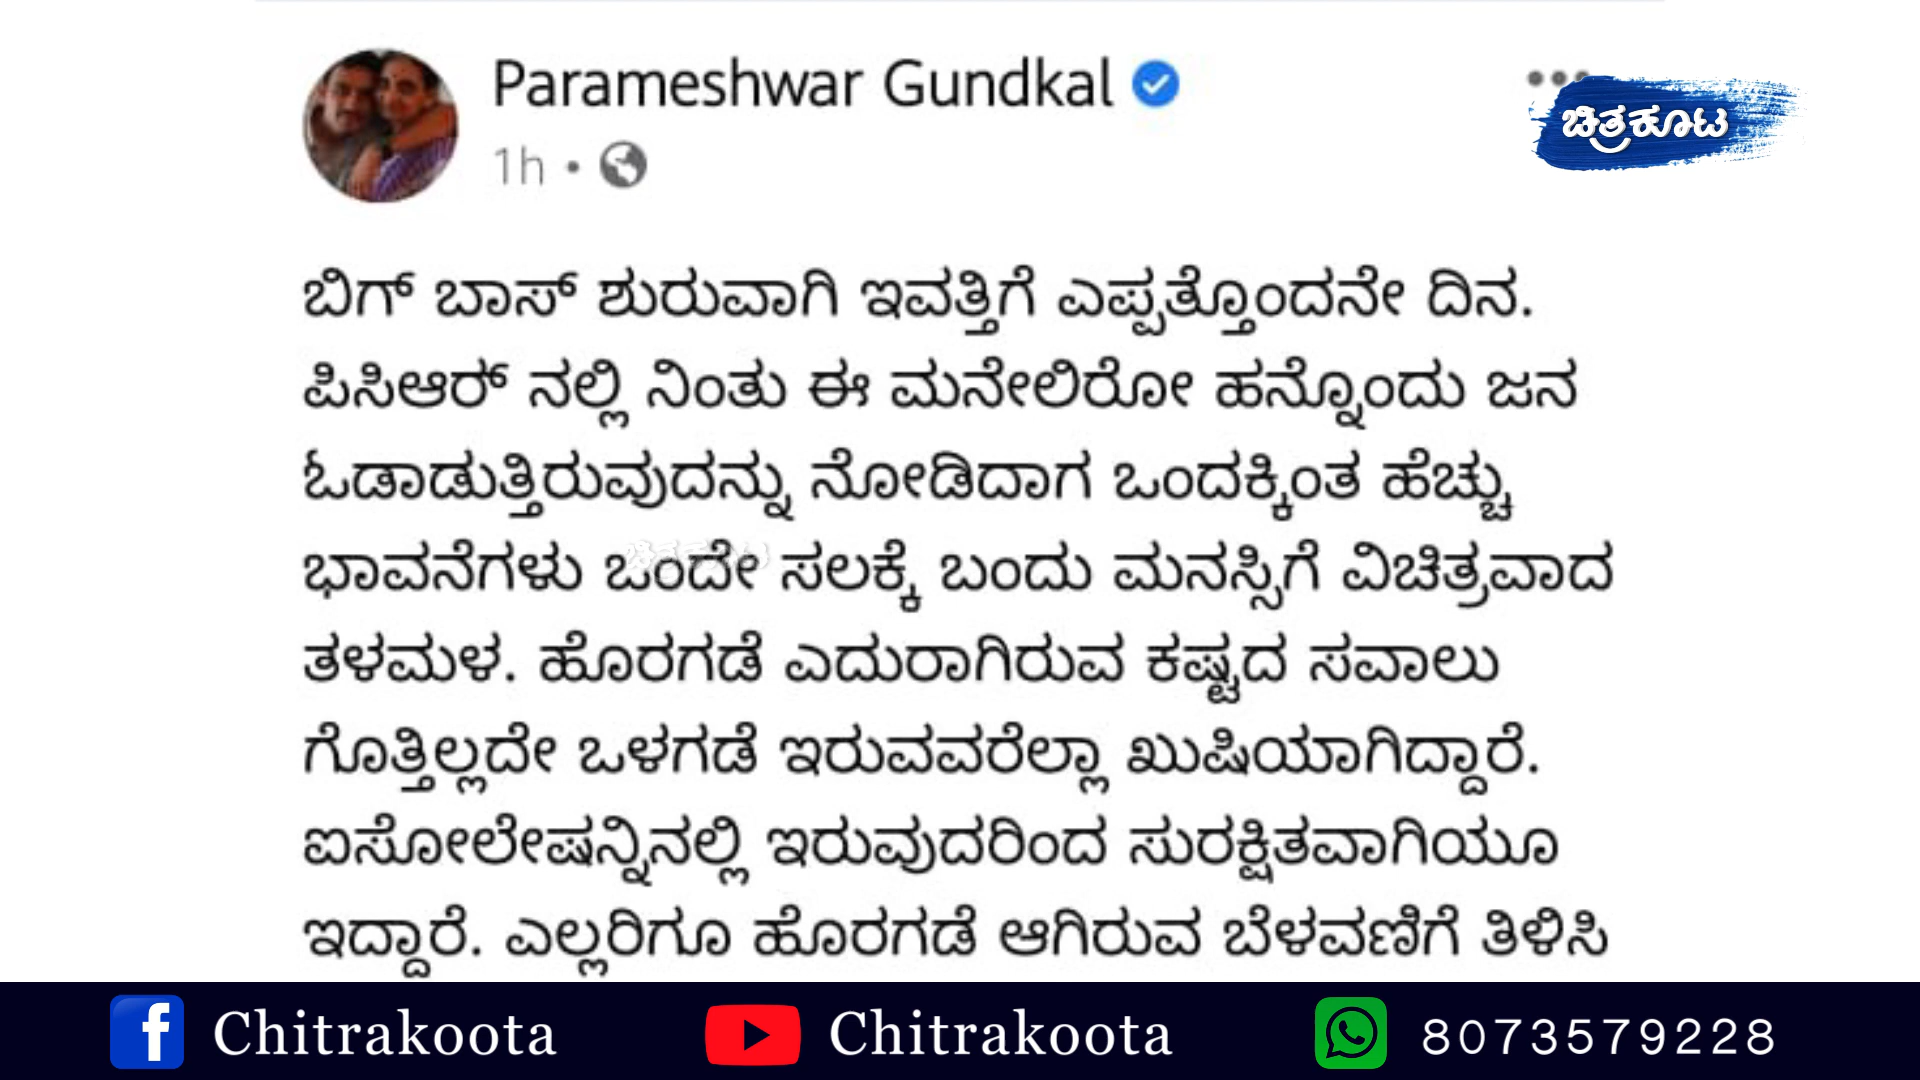 Parameshwar Gundkal
1h
ಚಿತ್ರಕೂಟ
ಬಿಗ್ ಬಾಸ್ ಶುರುವಾಗಿ ಇವತ್ತಿಗೆ ಎಪ್ಪತ್ತೊಂದನೇ ದಿನ.
ಪಿಸಿಆರ್ ನಲ್ಲಿ ನಿಂತು ಈ ಮನೇಲಿರೋ ಹನ್ನೊಂದು ಜನ
ಓಡಾಡುತ್ತಿರುವುದನ್ನು ನೋಡಿದಾಗ ಒಂದಕ್ಕಿಂತ ಹೆಚ್ಚು
ಭಾವನೆಗಳು ಒಂದೇ ಸಲಕ್ಕೆ ಬಂದು ಮನಸ್ಸಿಗೆ ವಿಚಿತ್ರವಾದ
ತಳಮಳ. ಹೊರಗಡೆ ಎದುರಾಗಿರುವ ಕಷ್ಟದ ಸವಾಲು
ಗೊತ್ತಿಲ್ಲದೇ ಒಳಗಡೆ ಇರುವವರೆಲ್ಲಾ ಖುಷಿಯಾಗಿದ್ದಾರೆ.
ಐಸೋಲೇಷನ್ನಿನಲ್ಲಿ ಇರುವುದರಿಂದ ಸುರಕ್ಷಿತವಾಗಿಯೂ
ಇದ್ದಾರೆ. ಎಲ್ಲರಿಗೂ ಹೊರಗಡೆ ಆಗಿರುವ ಬೆಳವಣಿಗೆ ತಿಳಿಸಿ
Chitrakoota Chitrakoota 8073579228